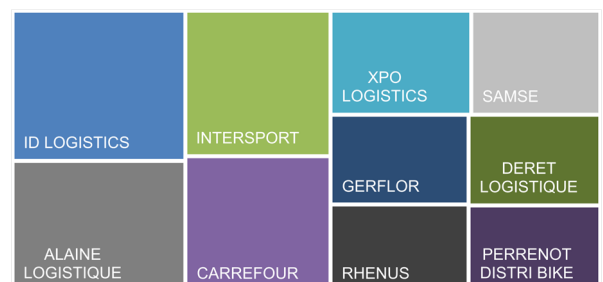 ID LOGISTICS
ALAINE
LOGISTIQUE
INTERSPORT
CARREFOUR
XPO
LOGISTICS
GERFLOR
RHENUS
SAMSE
DERET
LOGISTIQUE
PERRENOT
DISTRI BIKE